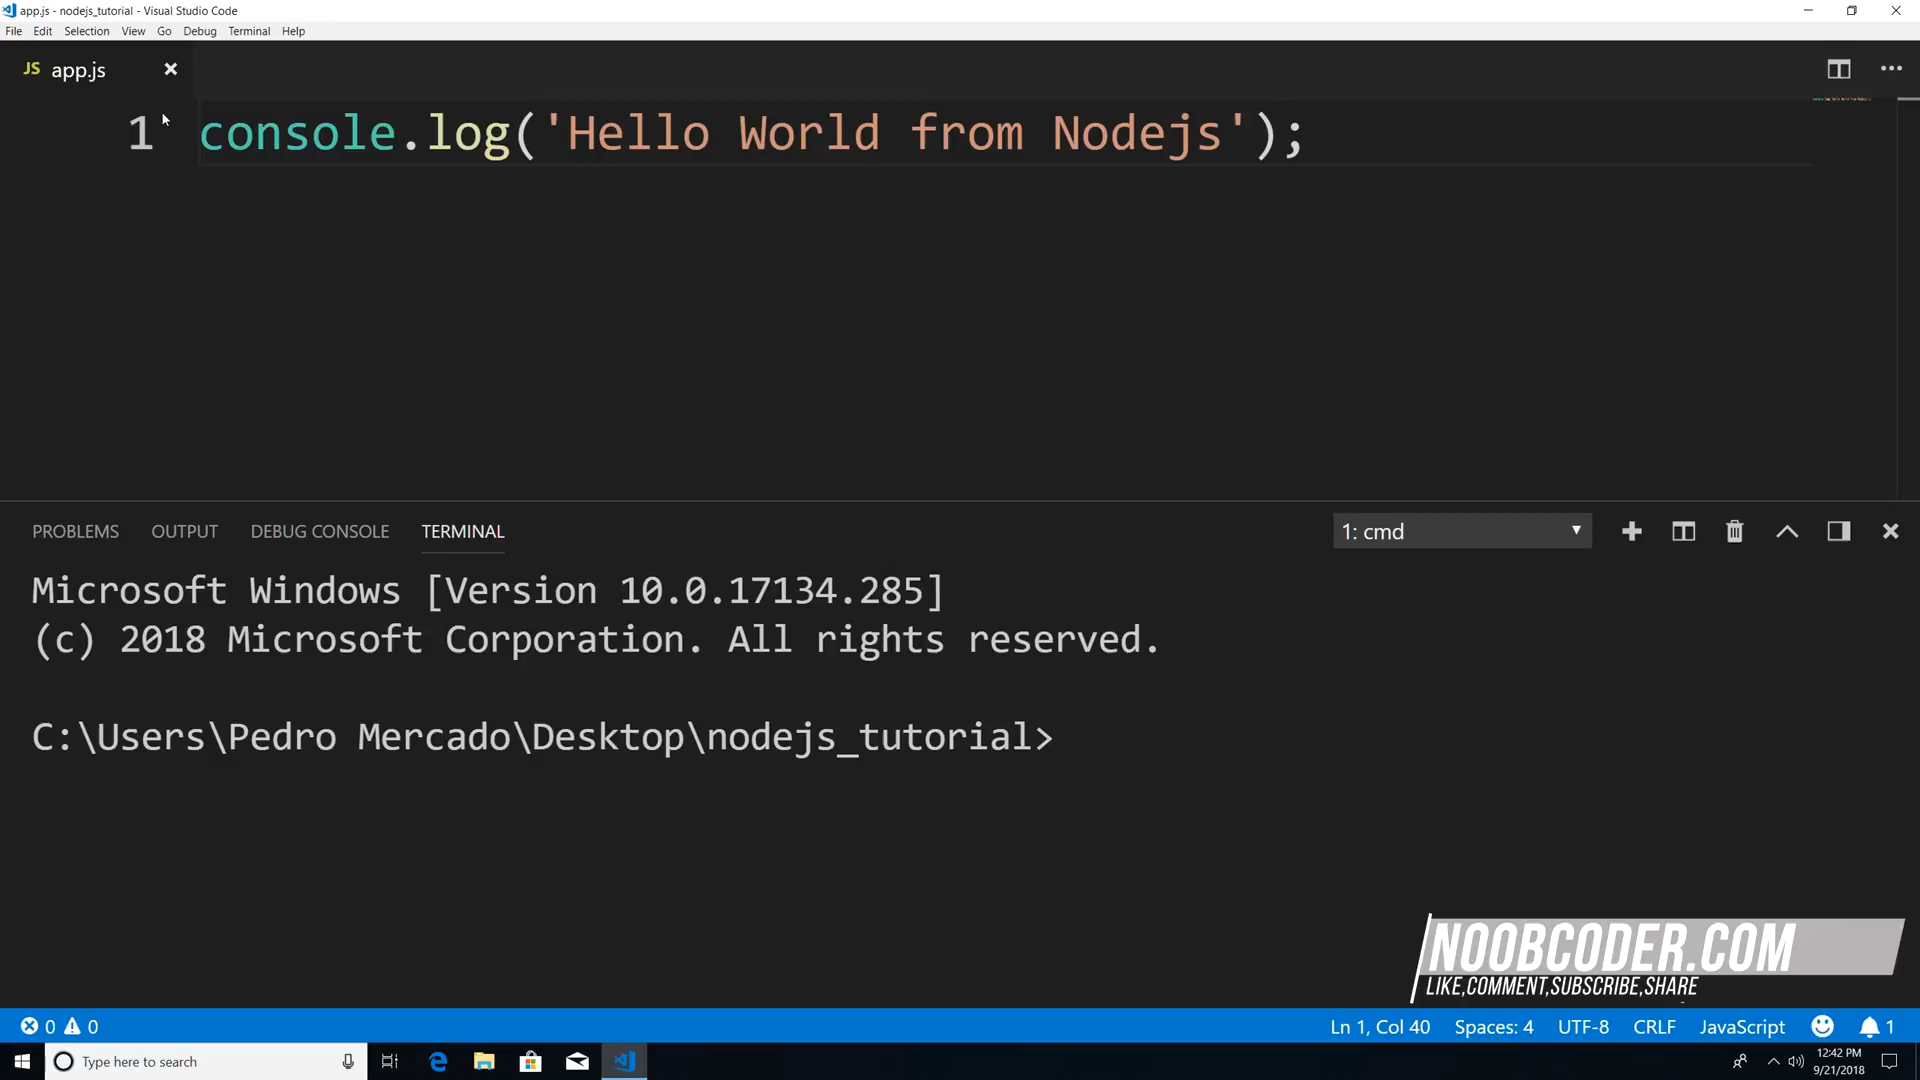 app.js - nodejs_tutorial - Visual Studio Code
File Edit Selection View Go Debug Terminal Help
JS app.js
1 console.log('Hello World from Nodejs');
PROBLEMS OUTPUT DEBUG CONSOLE TERMINAL 1: cmd
Microsoft Windows [Version 10.0.17134.285]
(c) 2018 Microsoft Corporation. All rights reserved.
C:\Users\Pedro Mercado\Desktop\nodejs_tutorial>
NOOBCODER.COM
LIKE,COMMENT,SUBSCRIBE,SHARE
0 0 Ln 1, Col 40 Spaces: 4 UTF-8 CRLF JavaScript 1
Type here to search 12:42 PM
9/21/2018